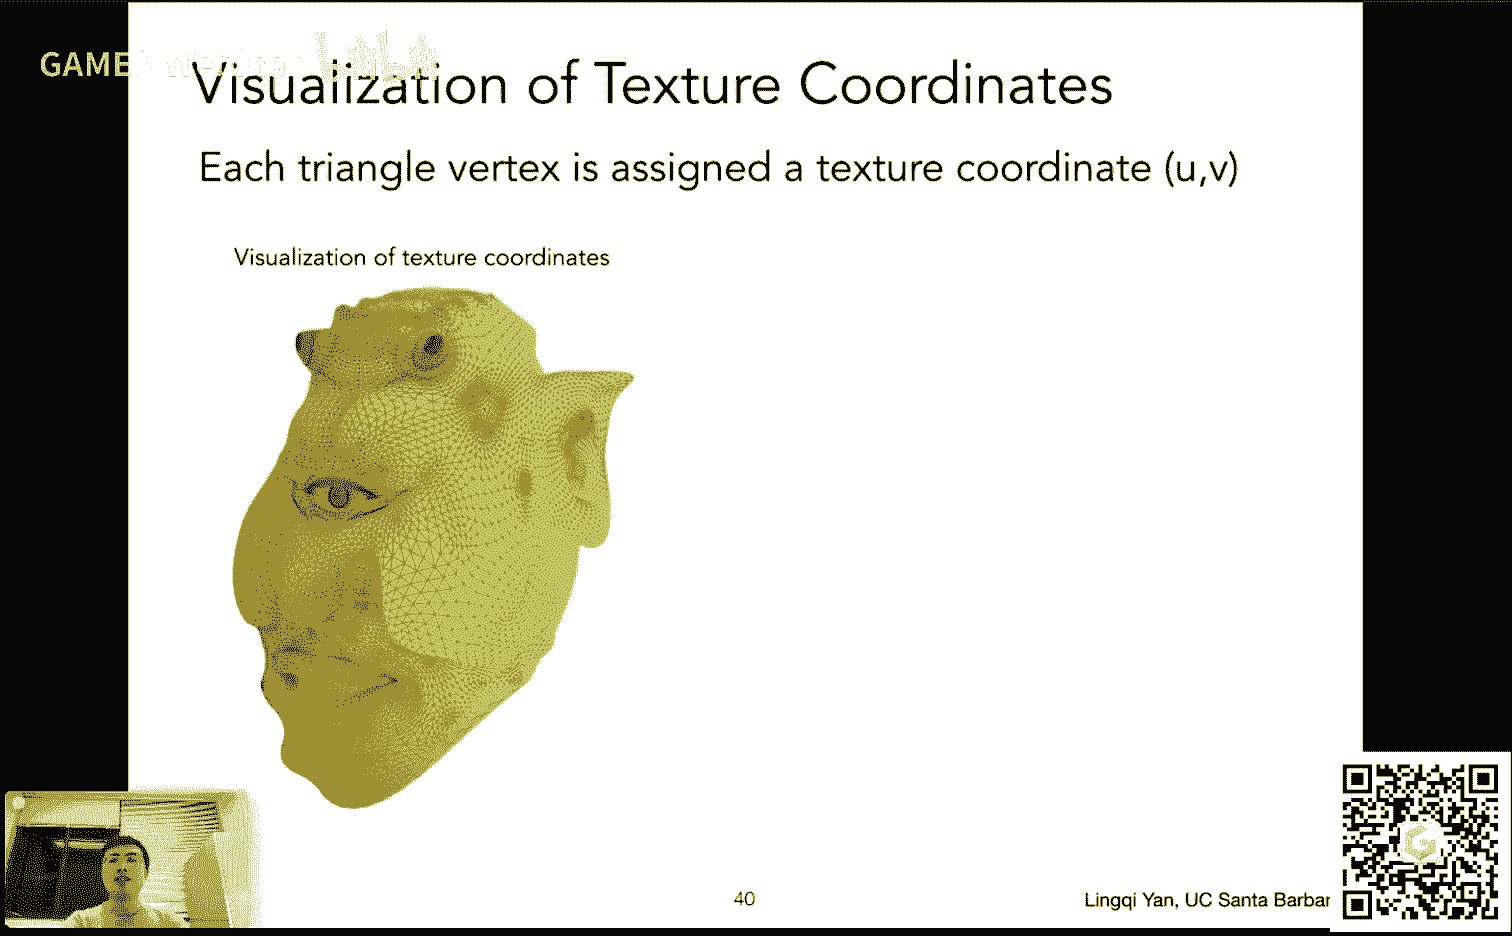 GAME
Visualization of Texture Coordinates
Each triangle vertex is assigned a texture coordinate (u,v)
Visualization of texture coordinates
40
Lingqi Yan, UC Santa Barbar